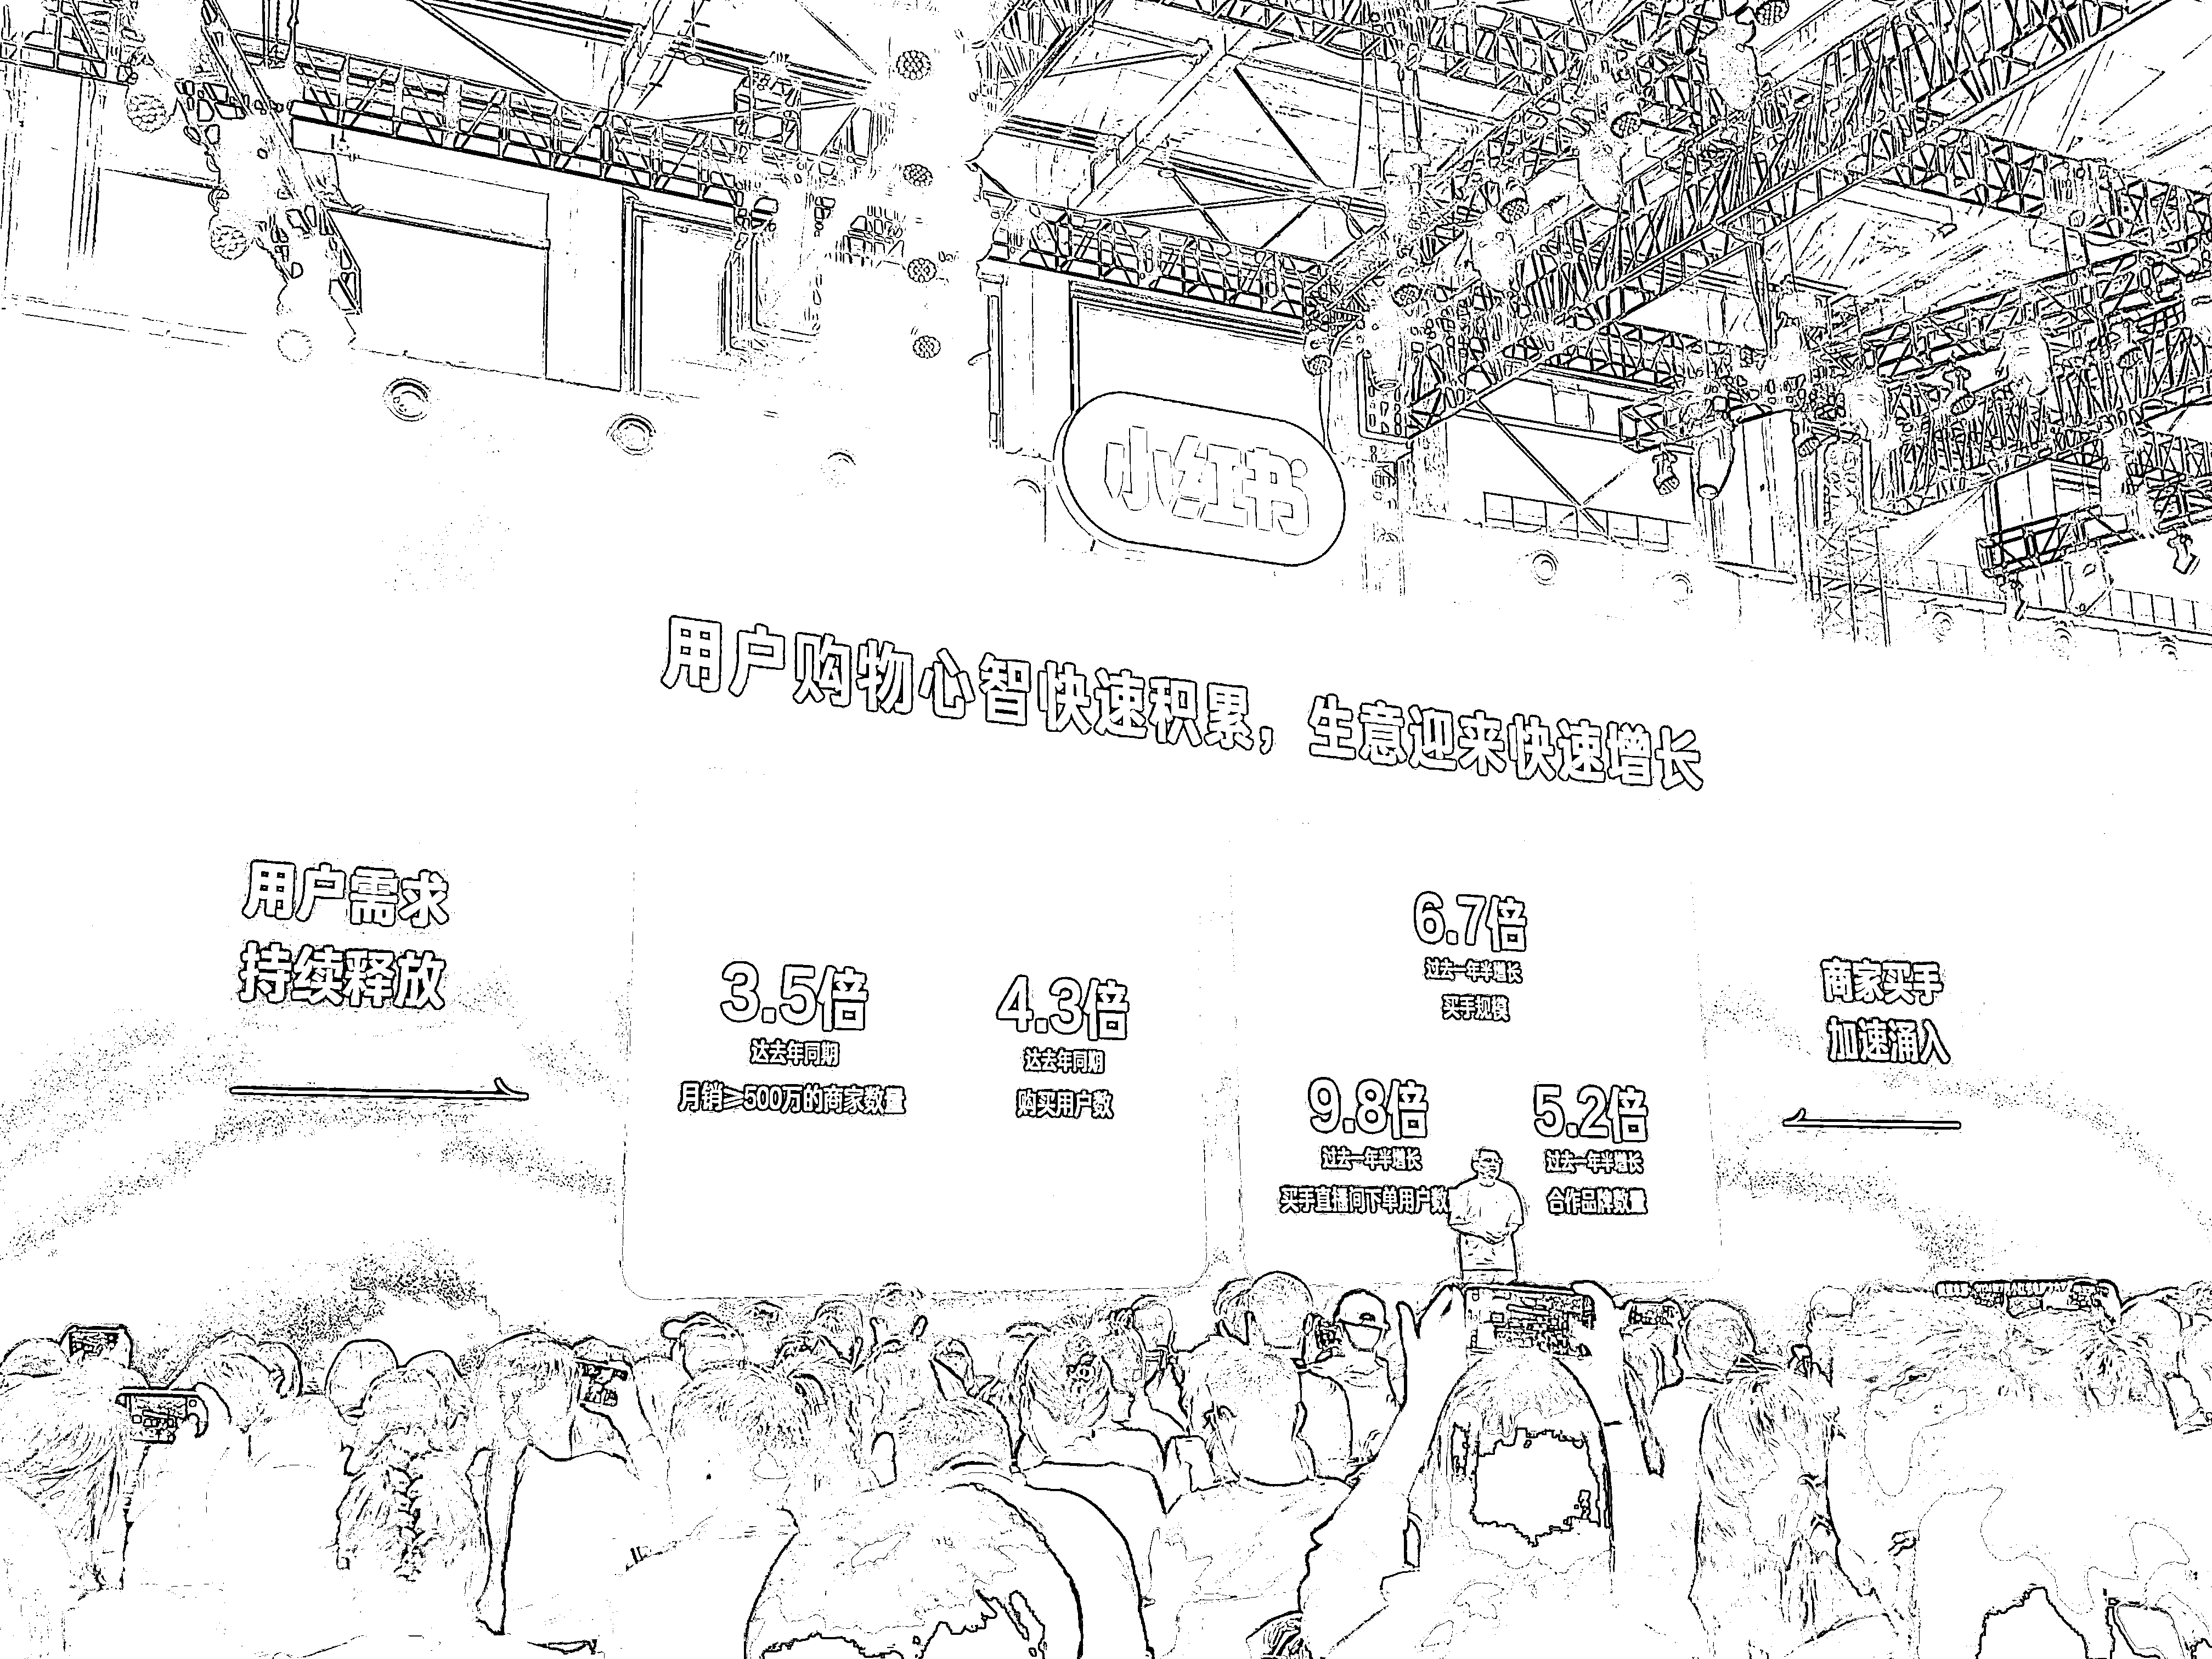 小红书
用户购物心智快速积累，生意迎来快速增长
用户需求
持续释放
3.5倍
达去年同期
月销≥500万的商家数量
4.3倍
达去年同期
购买用户数
6.7倍
过去一年半增长
买手规模
9.8倍
过去一年半增长
买手直播间下单用户数
5.2倍
过去一年半增长
合作品牌数量
商家买手
加速涌入